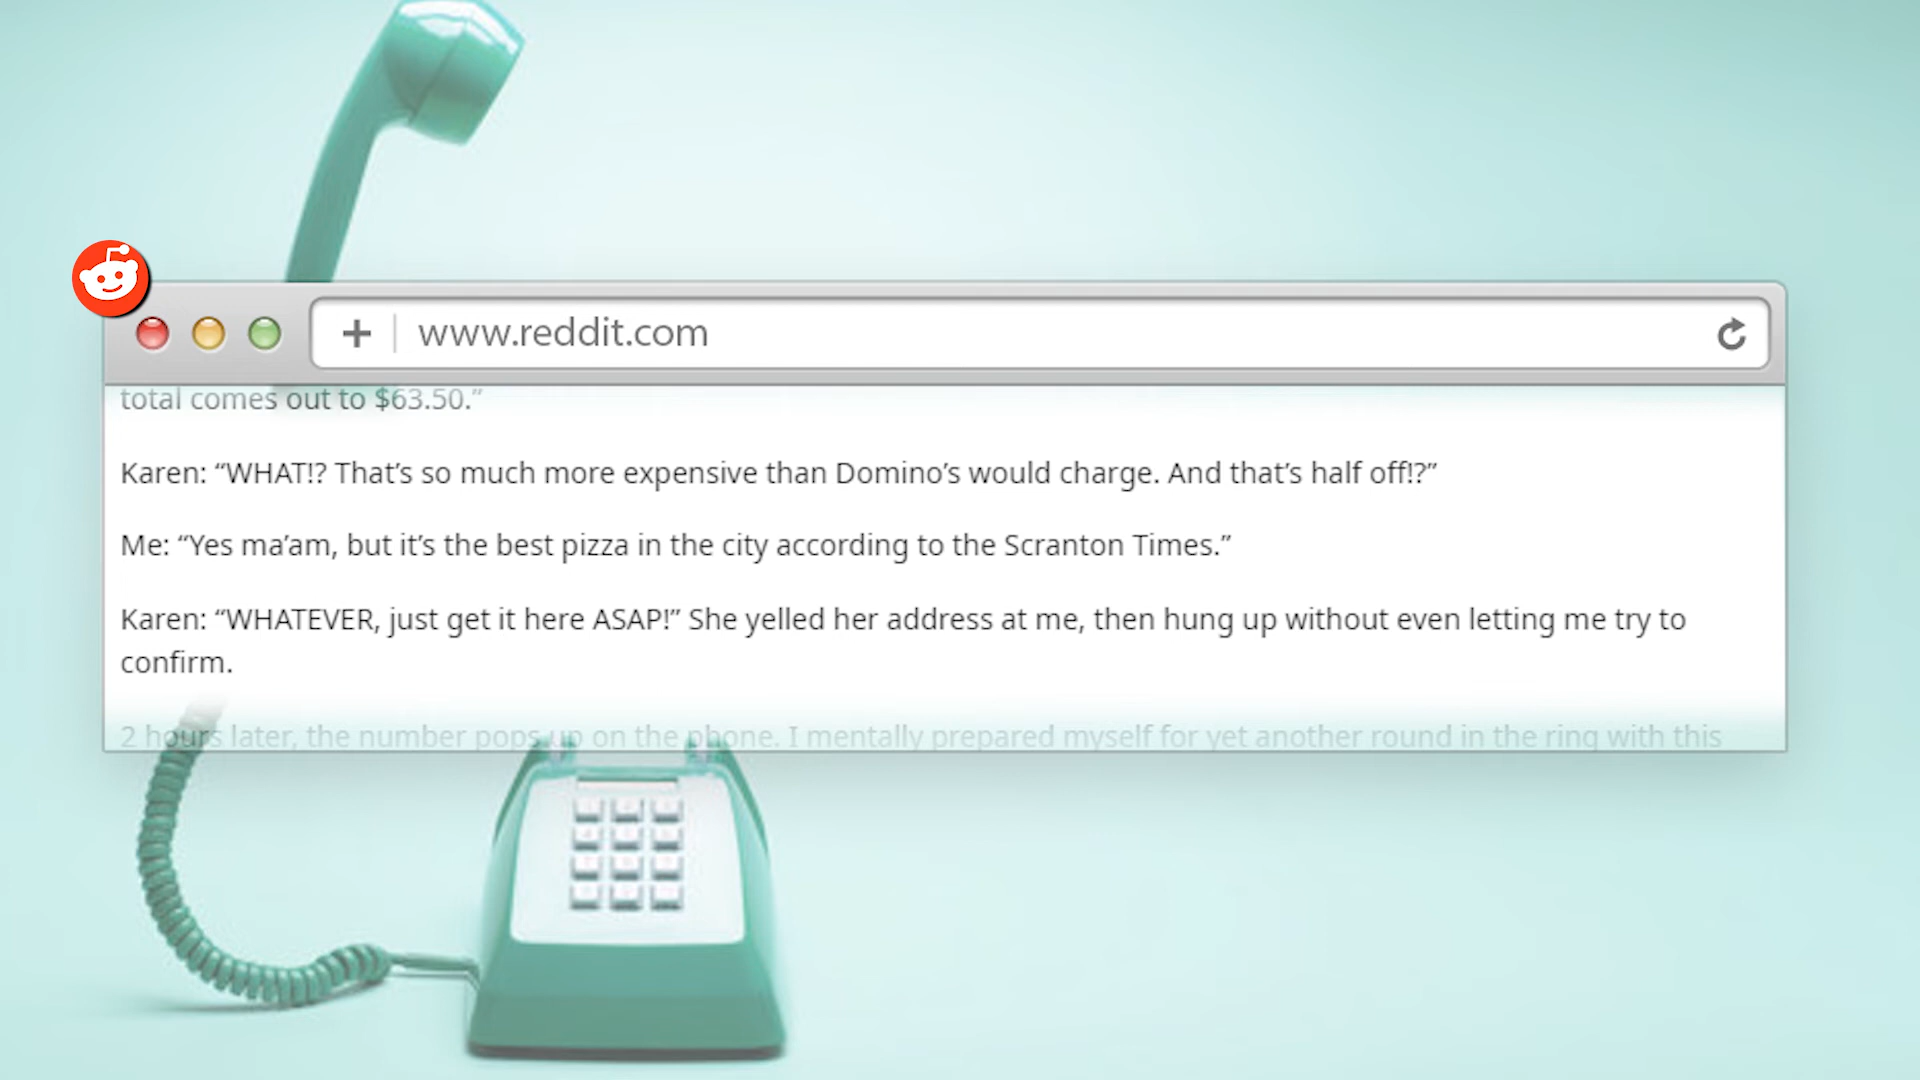 www.reddit.com
total comes out to $63.50.”
Karen: “WHAT!? That’s so much more expensive than Domino’s would charge. And that’s half off!?”
Me: “Yes ma’am, but it’s the best pizza in the city according to the Scranton Times.”
Karen: “WHATEVER, just get it here ASAP!” She yelled her address at me, then hung up without even letting me try to
confirm.
2 hours later, the number pops up on the phone. I mentally prepared myself for yet another round in the ring with this